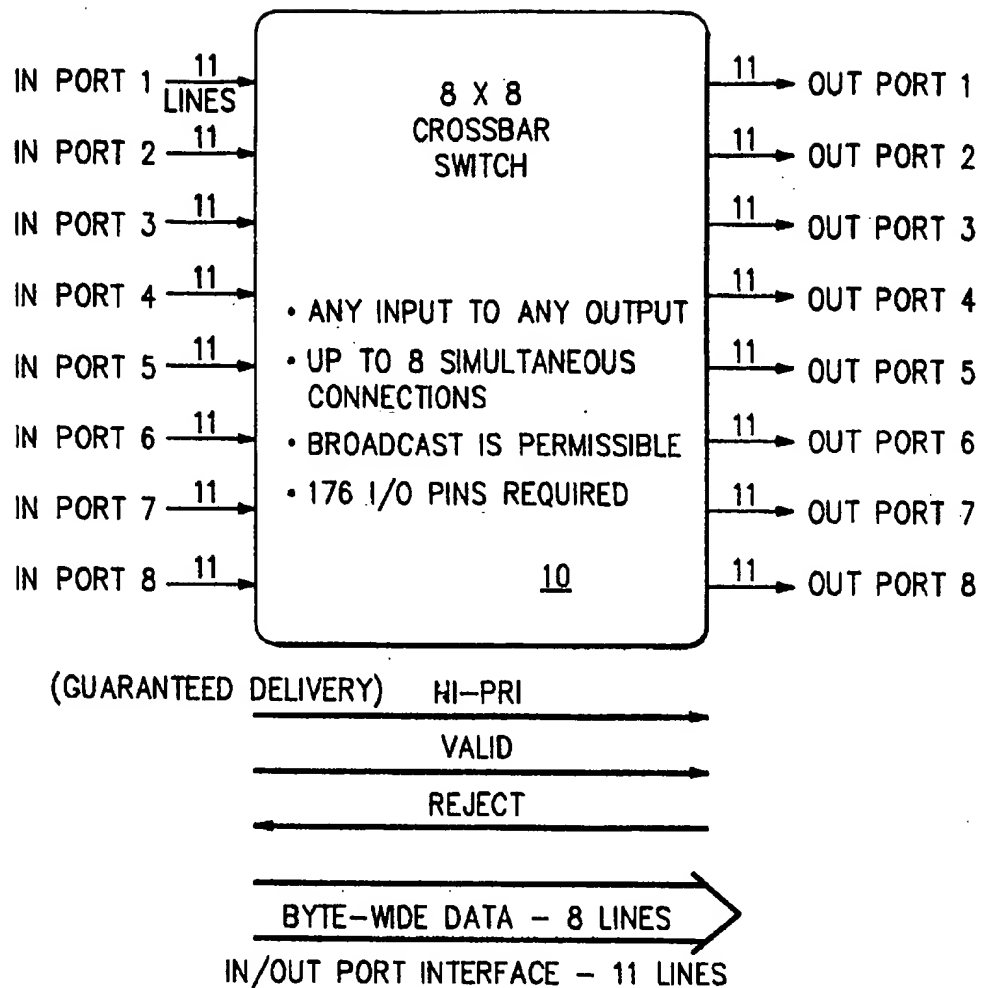 IN PORT 1 11 LINES
IN PORT 2 11
IN PORT 3 11
IN PORT 4 11
IN PORT 5 11
IN PORT 6 11
IN PORT 7 11
IN PORT 8 11
8 X 8
CROSSBAR
SWITCH
• ANY INPUT TO ANY OUTPUT
• UP TO 8 SIMULTANEOUS
CONNECTIONS
• BROADCAST IS PERMISSIBLE
• 176 I/O PINS REQUIRED
10
11 OUT PORT 1
11 OUT PORT 2
11 OUT PORT 3
11 OUT PORT 4
11 OUT PORT 5
11 OUT PORT 6
11 OUT PORT 7
11 OUT PORT 8
(GUARANTEED DELIVERY) HI-PRI
VALID
REJECT
BYTE-WIDE DATA - 8 LINES
IN/OUT PORT INTERFACE - 11 LINES